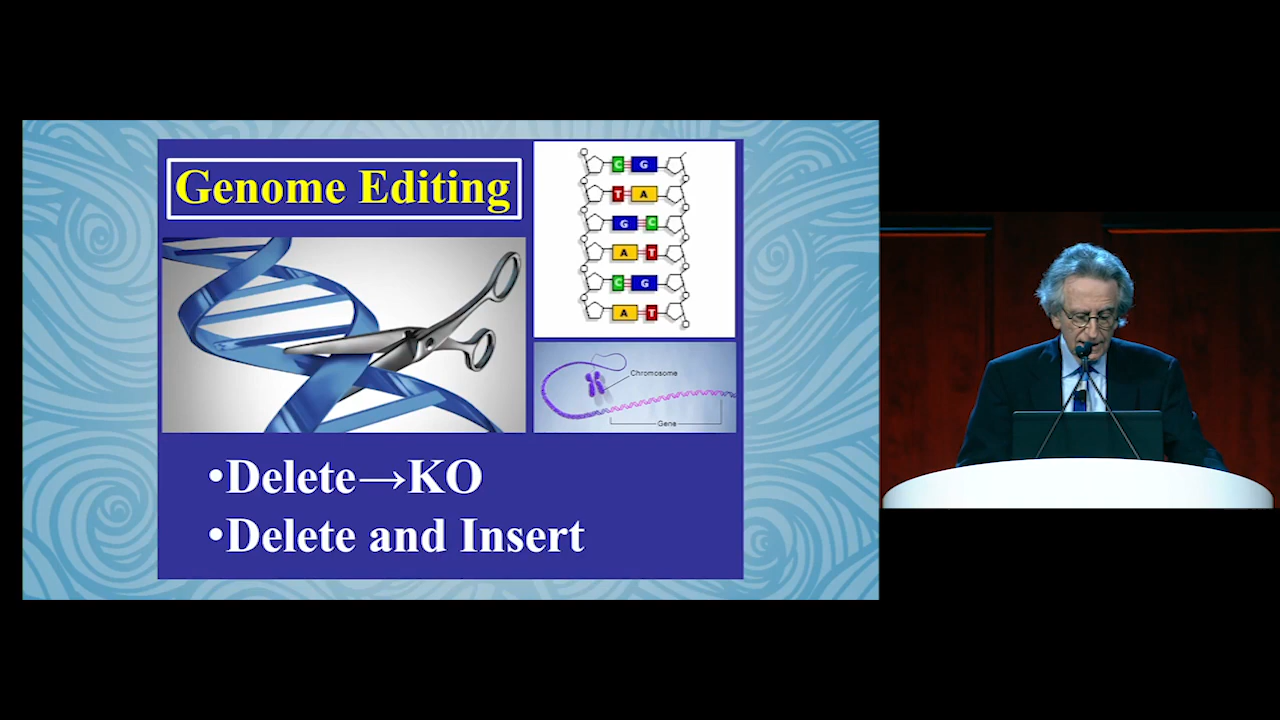 Genome Editing
C G
T A
G C
A T
C G
A T
Chromosome
Gene
•Delete→KO
•Delete and Insert